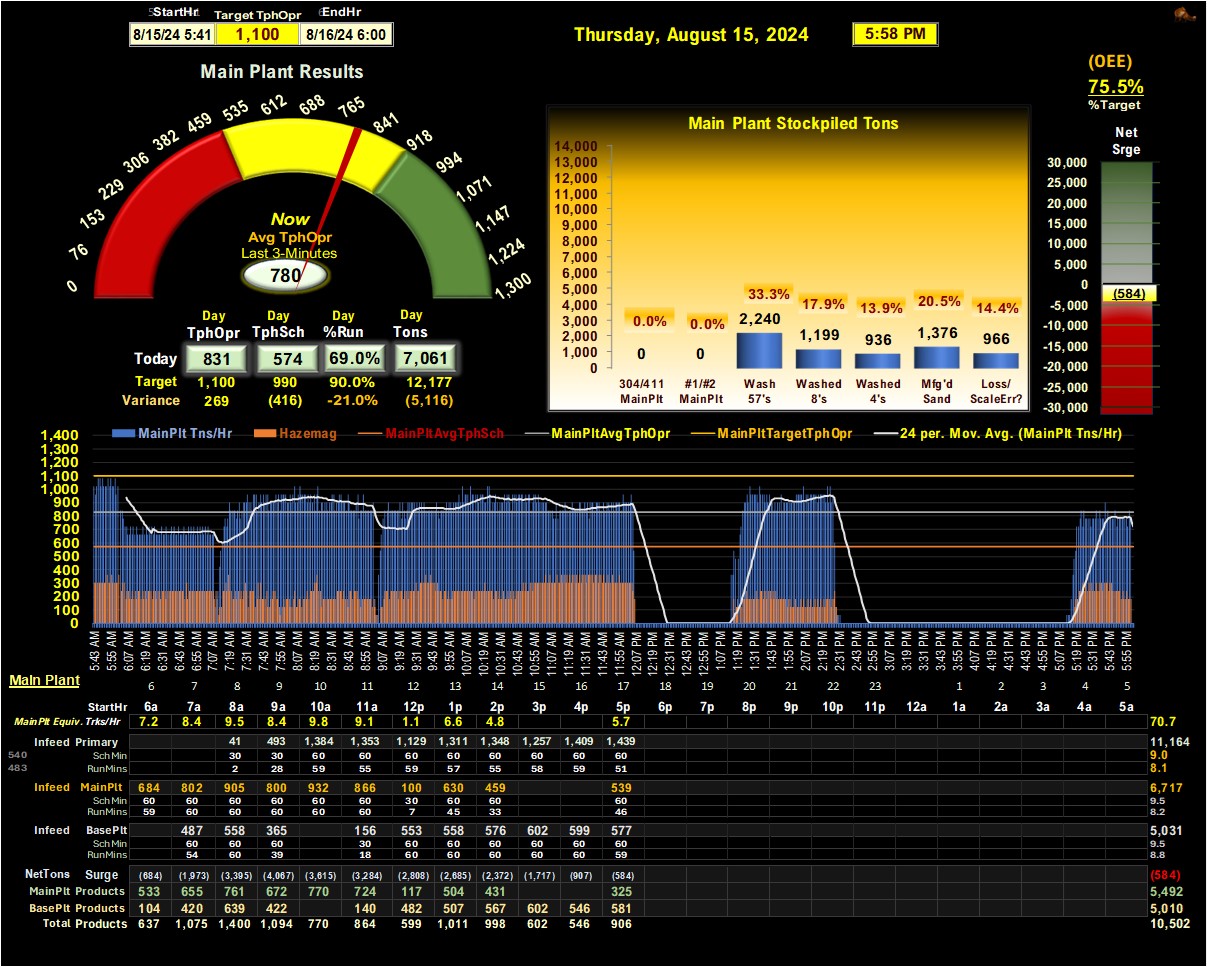 StartHr Target TphOpr EndHr
8/15/24 5:41 1,100 8/16/24 6:00
Thursday, August 15, 2024 5:58 PM
(OEE)
75.5%
%Target
Main Plant Results
0 76 153 229 306 382 459 535 612 688 765 841 918 994 1,071 1,147 1,224 1,300
Now
Avg TphOpr
Last 3-Minutes
780
Day Day Day Day
TphOpr TphSch %Run Tons
Today 831 574 69.0% 7,061
Target 1,100 990 90.0% 12,177
Variance 269 (416) -21.0% (5,116)
Main Plant Stockpiled Tons
14,000
13,000
12,000
11,000
10,000
9,000
8,000
7,000
6,000
5,000
4,000
3,000
2,000
1,000
0
0.0% 0.0% 33.3% 17.9% 13.9% 20.5% 14.4%
0 0 2,240 1,199 936 1,376 966
304/411 #1/#2 Wash Washed Washed Mfg'd Loss/
MainPlt MainPlt 57's 8's 4's Sand ScaleErr?
Net
Srge
30,000
25,000
20,000
15,000
10,000
5,000
0
(584)
-5,000
-10,000
-15,000
-20,000
-25,000
-30,000
MainPlt Tns/Hr Hazemag MainPltAvgTphSch MainPltAvgTphOpr MainPltTargetTphOpr 24 per. Mov. Avg. (MainPlt Tns/Hr)
1,400
1,300
1,200
1,100
1,000
900
800
700
600
500
400
300
200
100
0
5:43 AM 5:55 AM 6:07 AM 6:19 AM 6:31 AM 6:43 AM 6:55 AM 7:07 AM 7:19 AM 7:31 AM 7:43 AM 7:55 AM 8:07 AM 8:19 AM 8:31 AM 8:43 AM 8:55 AM 9:07 AM 9:19 AM 9:31 AM 9:43 AM 9:55 AM 10:07 AM 10:19 AM 10:31 AM 10:43 AM 10:55 AM 11:07 AM 11:19 AM 11:31 AM 11:43 AM 11:55 AM 12:07 PM 12:19 PM 12:31 PM 12:43 PM 12:55 PM 1:07 PM 1:19 PM 1:31 PM 1:43 PM 1:55 PM 2:07 PM 2:19 PM 2:31 PM 2:43 PM 2:55 PM 3:07 PM 3:19 PM 3:31 PM 3:43 PM 3:55 PM 4:07 PM 4:19 PM 4:31 PM 4:43 PM 4:55 PM 5:07 PM 5:19 PM 5:31 PM 5:43 PM 5:55 PM
Main Plant
6 7 8 9 10 11 12 13 14 15 16 17 18 19 20 21 22 23 1 2 3 4 5
StartHr 6a 7a 8a 9a 10a 11a 12p 1p 2p 3p 4p 5p 6p 7p 8p 9p 10p 11p 12a 1a 2a 3a 4a 5a
MainPlt Equiv. Trks/Hr 7.2 8.4 9.5 8.4 9.8 9.1 1.1 6.6 4.8 5.7 70.7
Infeed Primary 41 493 1,384 1,353 1,129 1,311 1,348 1,257 1,409 1,439 11,164
540 Sch Min 30 30 60 60 60 60 60 60 60 60 9.0
483 RunMins 2 28 59 55 59 57 55 58 59 51 8.1
Infeed MainPlt 684 802 905 800 932 866 100 630 459 539 6,717
Sch Min 60 60 60 60 60 60 30 60 60 60 9.5
RunMins 59 60 60 60 60 60 7 45 33 46 8.2
Infeed BasePlt 487 558 365 156 553 558 576 602 599 577 5,031
Sch Min 60 60 60 30 60 60 60 60 60 60 9.5
RunMins 54 60 39 18 60 60 60 60 60 59 8.8
NetTons Surge (684) (1,973) (3,395) (4,067) (3,615) (3,284) (2,808) (2,685) (2,372) (1,717) (907) (584) (584)
MainPlt Products 533 655 761 672 770 724 117 504 431 325 5,492
BasePlt Products 104 420 639 422 140 482 507 567 602 546 581 5,010
Total Products 637 1,075 1,400 1,094 770 864 599 1,011 998 602 546 906 10,502